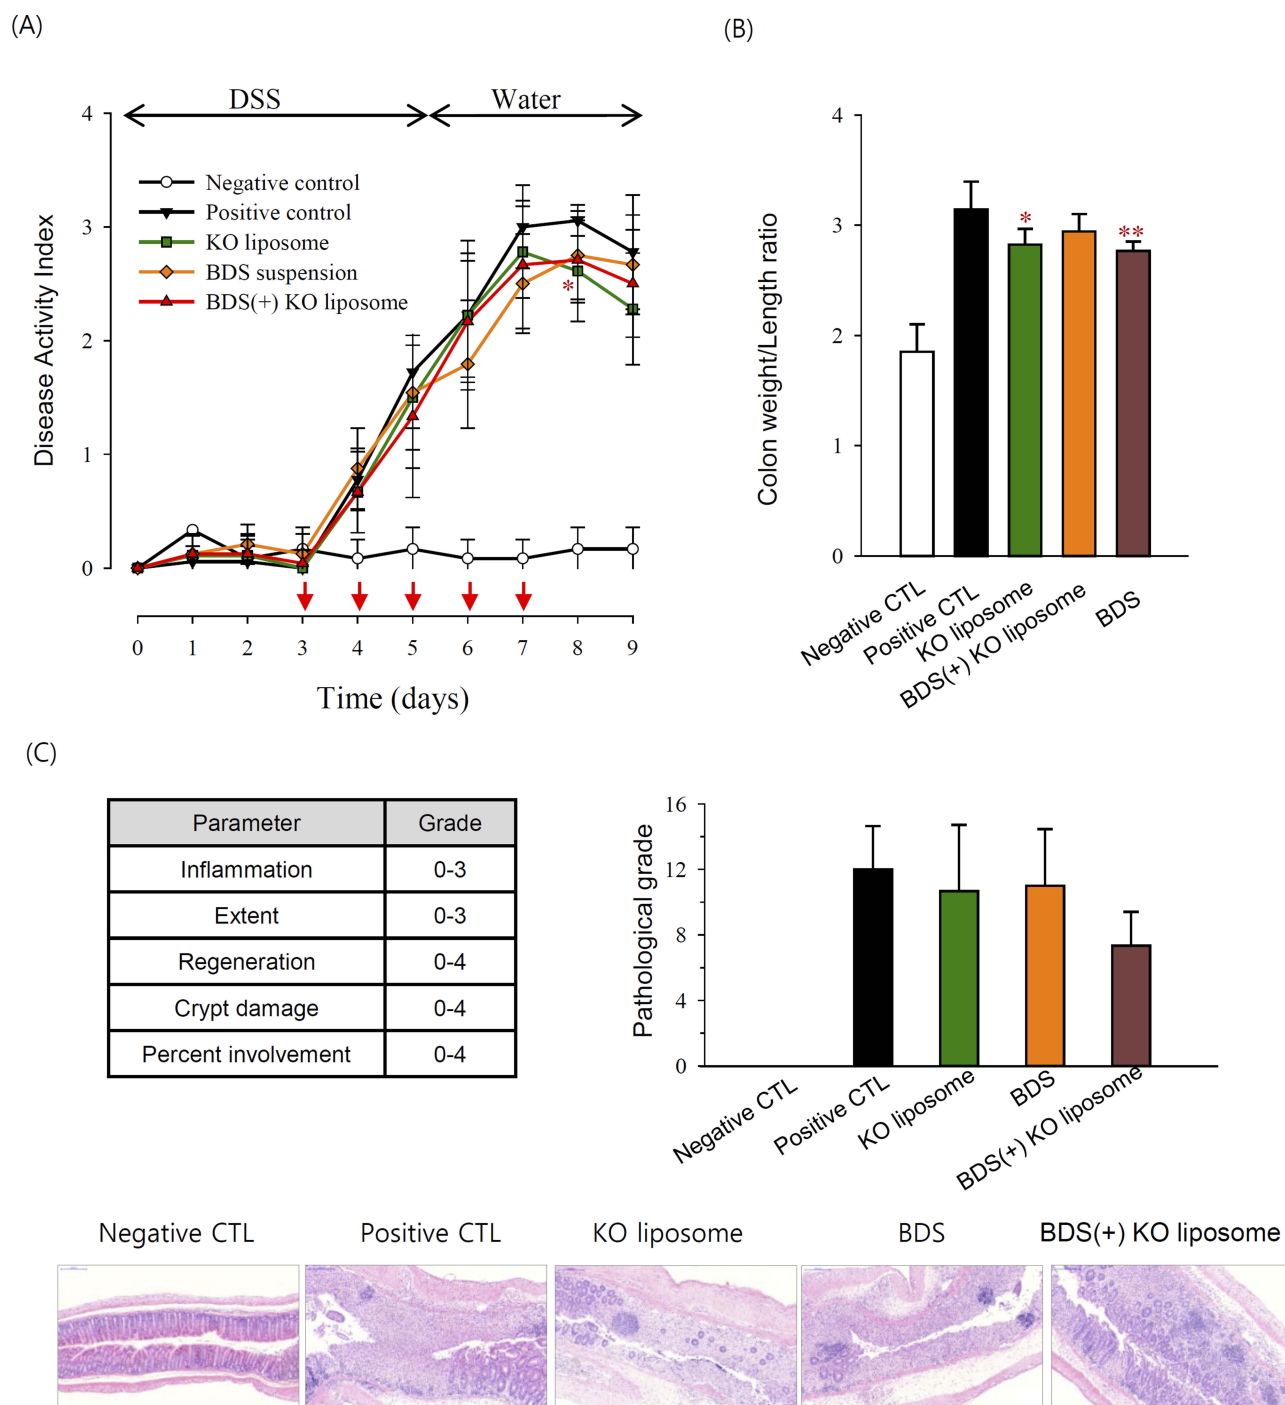 (A)
DSS
Water
4
3
2
1
0
Disease Activity Index
Negative control
Positive control
KO liposome
BDS suspension
BDS(+) KO liposome
*
0 1 2 3 4 5 6 7 8 9
Time (days)
(B)
4
3
2
1
0
Colon weight/Length ratio
*
**
Negative CTL
Positive CTL
KO liposome
BDS(+) KO liposome
BDS
(C)
Parameter Grade
Inflammation 0-3
Extent 0-3
Regeneration 0-4
Crypt damage 0-4
Percent involvement 0-4
16
12
8
4
0
Pathological grade
Negative CTL
Positive CTL
KO liposome
BDS
BDS(+) KO liposome
Negative CTL
Positive CTL
KO liposome
BDS
BDS(+) KO liposome